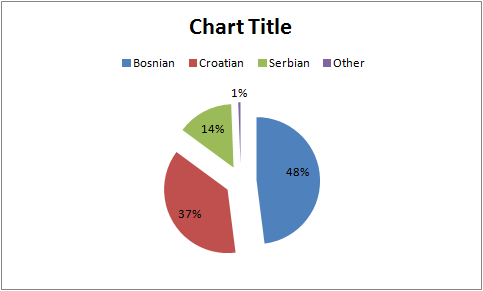 Chart Title
Bosnian Croatian Serbian Other
1%
14%
48%
37%